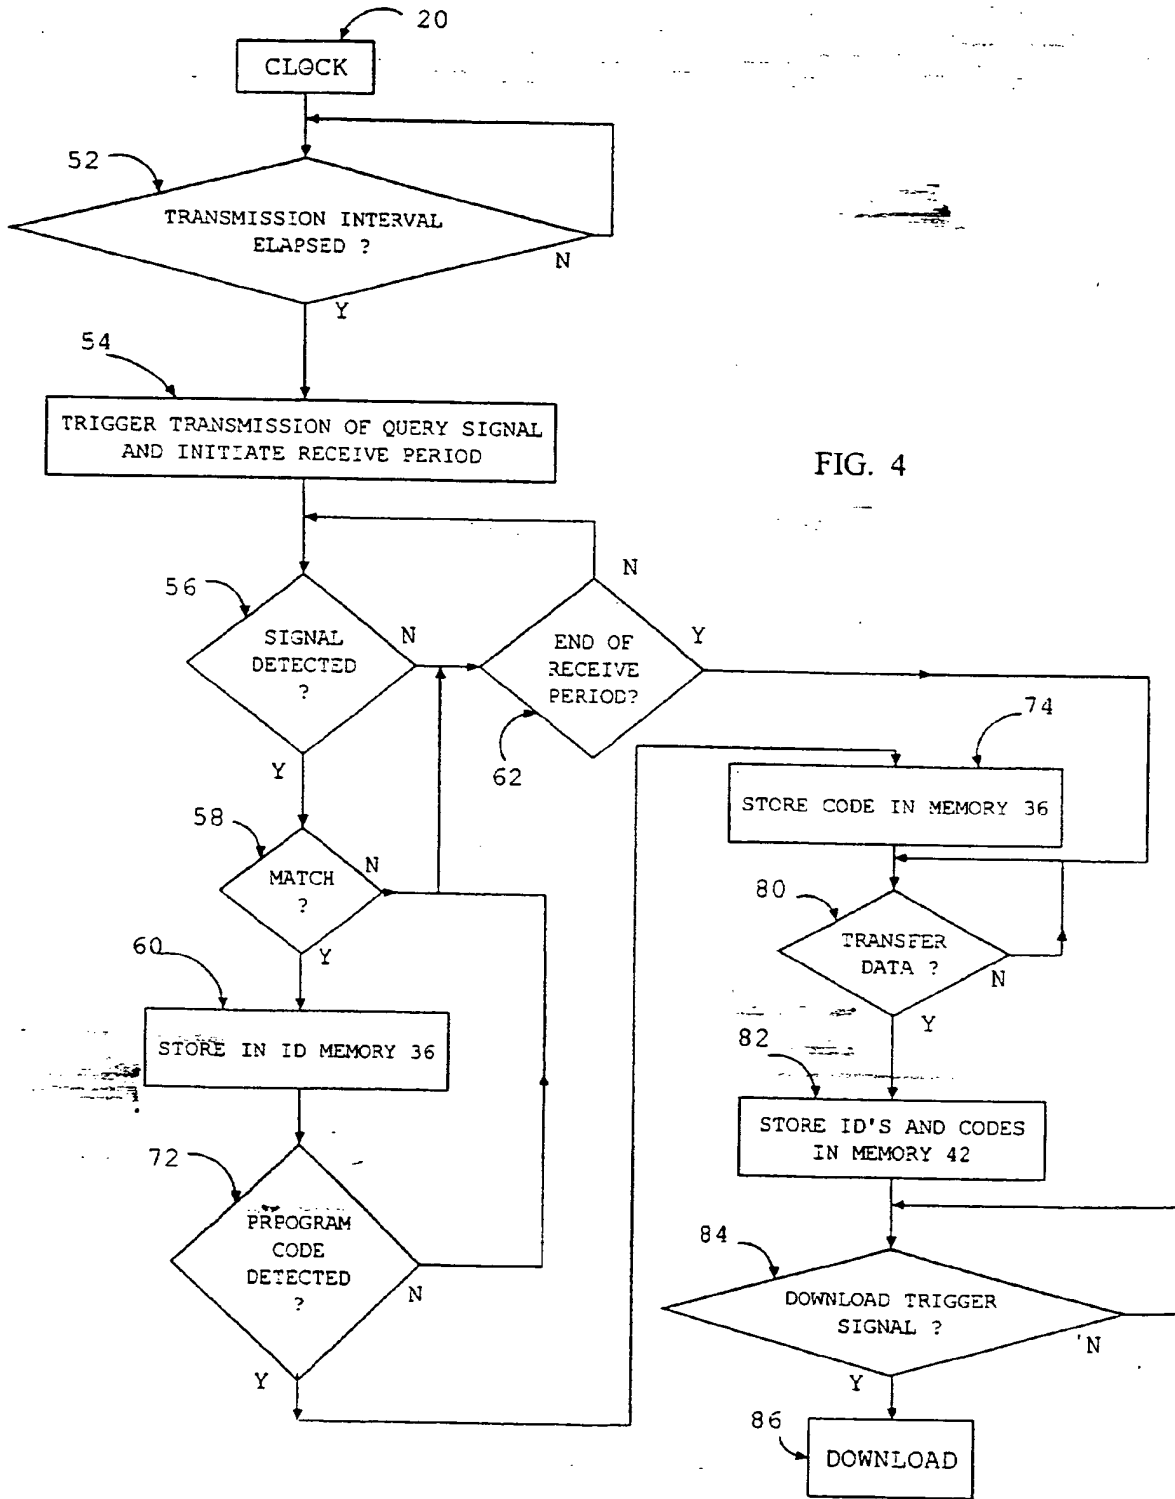 20
CLOCK
52
TRANSMISSION INTERVAL
ELAPSED ?
N
Y
54
TRIGGER TRANSMISSION OF QUERY SIGNAL
AND INITIATE RECEIVE PERIOD
FIG. 4
56
SIGNAL
DETECTED
?
N
Y
END OF
RECEIVE
PERIOD?
N
Y
62
58
MATCH
?
N
Y
60
STORE IN ID MEMORY 36
72
PRPOGRAM
CODE
DETECTED
?
N
Y
74
STORE CODE IN MEMORY 36
80
TRANSFER
DATA ?
N
Y
82
STORE ID'S AND CODES
IN MEMORY 42
84
DOWNLOAD TRIGGER
SIGNAL ?
'N
Y
86
DOWNLOAD